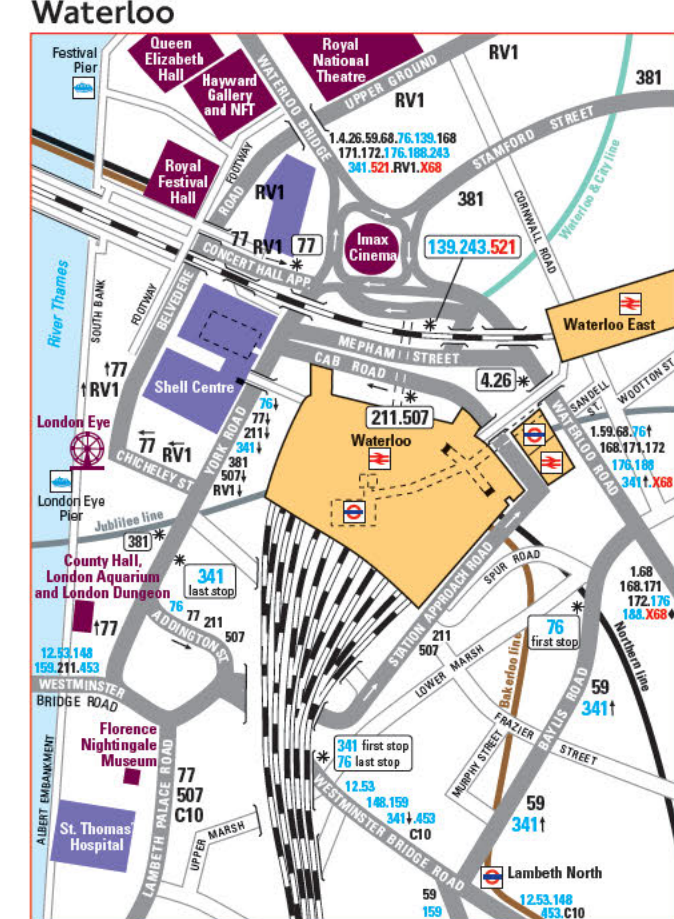 Waterloo
Festival
Pier
Queen
Elizabeth
Hall
Hayward
Gallery
and NFT
Royal
National
Theatre
RV1
UPPER GROUND
RV1
WATERLOO BRIDGE
381
1.4.26.59.68.76.139.168
171.172.176.188.243
341.521.RV1.X68
STAMFORD STREET
Waterloo & City line
Royal
Festival
Hall
FOOTWAY
ROAD
RV1
381
CORNWALL ROAD
77
RV1
77
CONCERT HALL APP.
Imax
Cinema
139.243.521
River Thames
SOUTH BANK
FOOTWAY
BELVEDERE
Waterloo East
MEPHAM STREET
CAB ROAD
Shell Centre
↑77
↑RV1
4.26
SANDELL
ST.
WOOTTON ST
211.507
Waterloo
WATERLOO ROAD
London Eye
77
RV1
CHICHELEY ST
YORK ROAD
76↓
77↓
211↓
341↓
381
507↓
RV1↓
1.59.68.76↑
168.171.172
176.188
341↑.X68
London Eye
Pier
Jubilee line
381
County Hall,
London Aquarium
and London Dungeon
341
last stop
76
77
211
507
ADDINGTON ST
↑77
STATION APPROACH ROAD
SPUR ROAD
1.68
168.171
172.176
188.X68
76
first stop
Northern line
211
507
LOWER MARSH
Bakerloo line
12.53.148
159.211.453
WESTMINSTER
BRIDGE ROAD
59
341↑
BAYLIS ROAD
FRAZIER STREET
MURPHY STREET
Florence
Nightingale
Museum
341 first stop
76 last stop
ALBERT EMBANKMENT
LAMBETH PALACE ROAD
77
507
C10
12.53
148.159
341↓.453
C10
WESTMINSTER BRIDGE ROAD
59
341↑
St. Thomas'
Hospital
UPPER MARSH
Lambeth North
59
159
12.53.148
453.C10